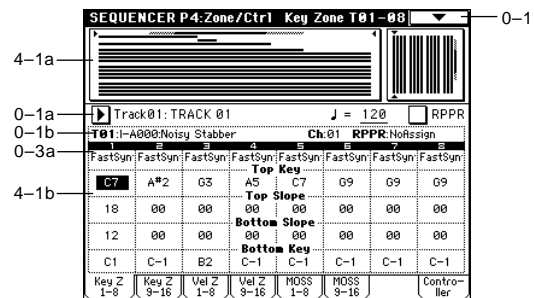 SEQUENCER P4:Zone/Ctrl Key Zone T01-08
0–1
4–1a
0–1a
Track01: TRACK 01
♩ = 120
RPPR
0–1b
T01:I-A000:Noisy Stabber
Ch:01 RPPR:NoAssign
0–3a
1 2 3 4 5 6 7 8
FastSyn FastSyn FastSyn FastSyn FastSyn FastSyn FastSyn FastSyn
Top Key
4–1b
C7 A#2 G3 A5 C7 G9 G9 G9
Top Slope
18 00 00 00 00 00 00 00
Bottom Slope
12 00 00 00 00 00 00 00
Bottom Key
C1 C-1 B2 C-1 C-1 C-1 C-1 C-1
Key Z 1-8
Key Z 9-16
Vel Z 1-8
Vel Z 9-16
MOSS 1-8
MOSS 9-16
Contro-ller